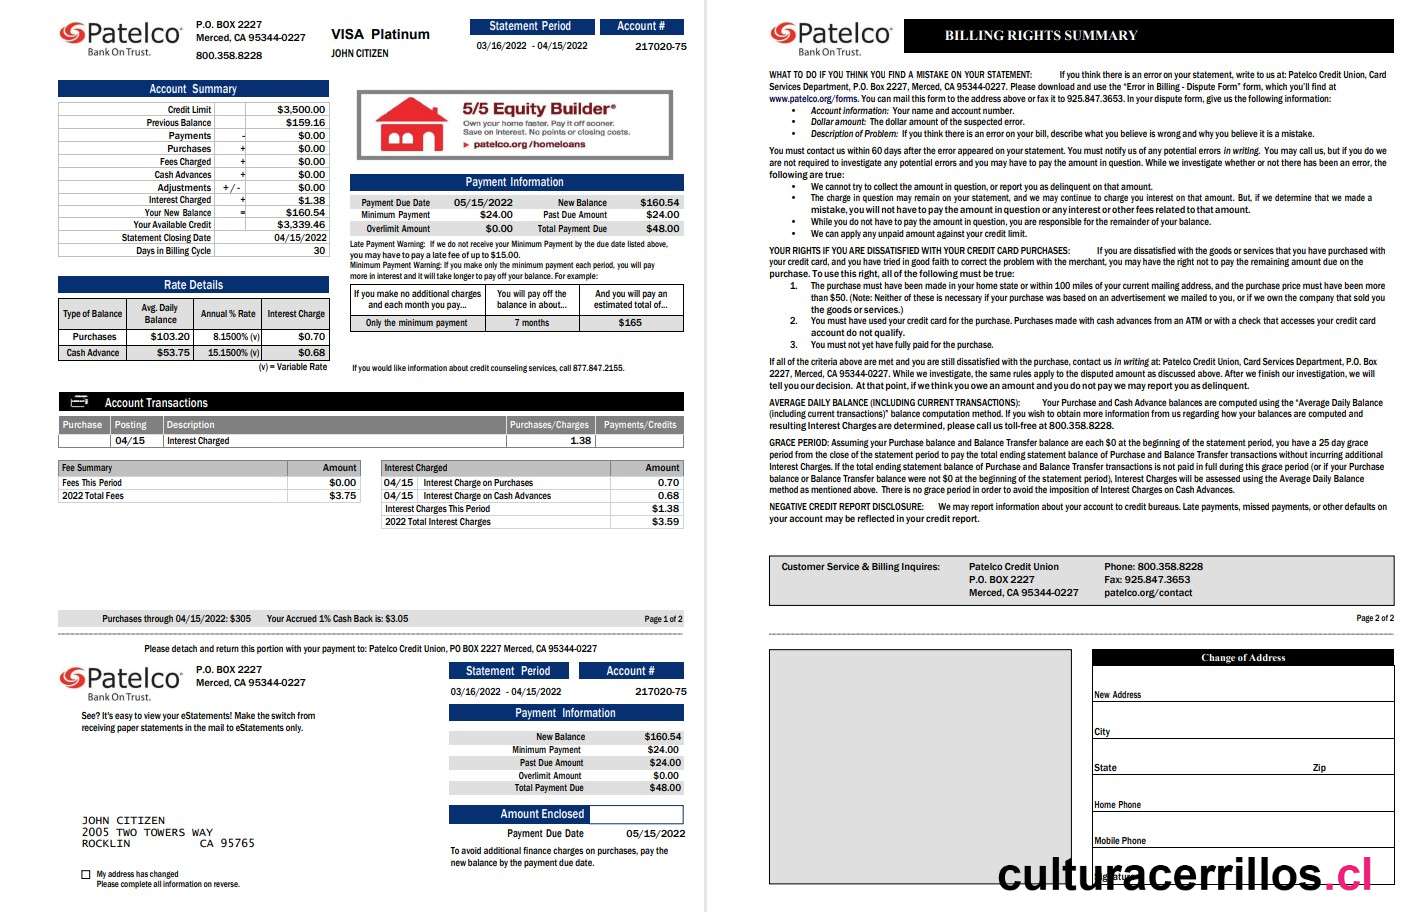 Patelco
Bank On Trust.
P.O. BOX 2227
Merced, CA 95344-0227
800.358.8228
VISA Platinum
JOHN CITIZEN
Statement Period Account #
03/16/2022 - 04/15/2022 217020-75
Account Summary
Credit Limit $3,500.00
Previous Balance $159.16
Payments - $0.00
Purchases + $0.00
Fees Charged + $0.00
Cash Advances + $0.00
Adjustments +/- $0.00
Interest Charged + $1.38
Your New Balance = $160.54
Your Available Credit $3,339.46
Statement Closing Date 04/15/2022
Days in Billing Cycle 30
5/5 Equity Builder®
Own your home faster. Pay it off sooner.
Save on Interest. No points or closing costs.
▸ patelco.org/homeloans
Payment Information
Payment Due Date 05/15/2022 New Balance $160.54
Minimum Payment $24.00 Past Due Amount $24.00
Overlimit Amount $0.00 Total Payment Due $48.00
Late Payment Warning: If we do not receive your Minimum Payment by the due date listed above,
you may have to pay a late fee of up to $15.00.
Minimum Payment Warning: If you make only the minimum payment each period, you will pay
more in interest and it will take longer to pay off your balance. For example:
If you make no additional charges You will pay off the And you will pay an
and each month you pay... balance in about... estimated total of...
Only the minimum payment 7 months $165
If you would like information about credit counseling services, call 877.847.2155.
Rate Details
Type of Balance Avg. Daily Balance Annual % Rate Interest Charge
Purchases $103.20 8.1500% (v) $0.70
Cash Advance $53.75 15.1500% (v) $0.68
(v) = Variable Rate
Account Transactions
Purchase Posting Description Purchases/Charges Payments/Credits
04/15 Interest Charged 1.38
Fee Summary Amount
Fees This Period $0.00
2022 Total Fees $3.75
Interest Charged Amount
04/15 Interest Charge on Purchases 0.70
04/15 Interest Charge on Cash Advances 0.68
Interest Charges This Period $1.38
2022 Total Interest Charges $3.59
Purchases through 04/15/2022: $305 Your Accrued 1% Cash Back is: $3.05 Page 1 of 2
Please detach and return this portion with your payment to: Patelco Credit Union, PO BOX 2227 Merced, CA 95344-0227
Patelco
Bank On Trust.
P.O. BOX 2227
Merced, CA 95344-0227
See? It's easy to view your eStatements! Make the switch from
receiving paper statements in the mail to eStatements only.
Statement Period Account #
03/16/2022 - 04/15/2022 217020-75
Payment Information
New Balance $160.54
Minimum Payment $24.00
Past Due Amount $24.00
Overlimit Amount $0.00
Total Payment Due $48.00
Amount Enclosed
Payment Due Date 05/15/2022
To avoid additional finance charges on purchases, pay the
new balance by the payment due date.
JOHN CITIZEN
2005 TWO TOWERS WAY
ROCKLIN CA 95765
My address has changed
Please complete all information on reverse.
Patelco
Bank On Trust.
BILLING RIGHTS SUMMARY
WHAT TO DO IF YOU THINK YOU FIND A MISTAKE ON YOUR STATEMENT: If you think there is an error on your statement, write to us at: Patelco Credit Union, Card
Services Department, P.O. Box 2227, Merced, CA 95344-0227. Please download and use the "Error in Billing - Dispute Form" form, which you'll find at
www.patelco.org/forms. You can mail this form to the address above or fax it to 925.847.3653. In your dispute form, give us the following information:
• Account information: Your name and account number.
• Dollar amount: The dollar amount of the suspected error.
• Description of Problem: If you think there is an error on your bill, describe what you believe is wrong and why you believe it is a mistake.
You must contact us within 60 days after the error appeared on your statement. You must notify us of any potential errors in writing. You may call us, but if you do we
are not required to investigate any potential errors and you may have to pay the amount in question. While we investigate whether or not there has been an error, the
following are true:
• We cannot try to collect the amount in question, or report you as delinquent on that amount.
• The charge in question may remain on your statement, and we may continue to charge you interest on that amount. But, if we determine that we made a
mistake, you will not have to pay the amount in question or any interest or other fees related to that amount.
• While you do not have to pay the amount in question, you are responsible for the remainder of your balance.
• We can apply any unpaid amount against your credit limit.
YOUR RIGHTS IF YOU ARE DISSATISFIED WITH YOUR CREDIT CARD PURCHASES: If you are dissatisfied with the goods or services that you have purchased with
your credit card, and you have tried in good faith to correct the problem with the merchant, you may have the right not to pay the remaining amount due on the
purchase. To use this right, all of the following must be true:
1. The purchase must have been made in your home state or within 100 miles of your current mailing address, and the purchase price must have been more
than $50. (Note: Neither of these is necessary if your purchase was based on an advertisement we mailed to you, or if we own the company that sold you
the goods or services.)
2. You must have used your credit card for the purchase. Purchases made with cash advances from an ATM or with a check that accesses your credit card
account do not qualify.
3. You must not yet have fully paid for the purchase.
If all of the criteria above are met and you are still dissatisfied with the purchase, contact us in writing at: Patelco Credit Union, Card Services Department, P.O. Box
2227, Merced, CA 95344-0227. While we investigate, the same rules apply to the disputed amount as discussed above. After we finish our investigation, we will
tell you our decision. At that point, if we think you owe an amount and you do not pay we may report you as delinquent.
AVERAGE DAILY BALANCE (INCLUDING CURRENT TRANSACTIONS): Your Purchase and Cash Advance balances are computed using the "Average Daily Balance
(including current transactions)" balance computation method. If you wish to obtain more information from us regarding how your balances are computed and
resulting Interest Charges are determined, please call us toll-free at 800.358.8228.
GRACE PERIOD: Assuming your Purchase balance and Balance Transfer balance are each $0 at the beginning of the statement period, you have a 25 day grace
period from the close of the statement period to pay the total ending statement balance of Purchase and Balance Transfer transactions without incurring additional
Interest Charges. If the total ending statement balance of Purchase and Balance Transfer transactions is not paid in full during this grace period (or if your Purchase
balance or Balance Transfer balance were not $0 at the beginning of the statement period), Interest Charges will be assessed using the Average Daily Balance
method as mentioned above. There is no grace period in order to avoid the imposition of Interest Charges on Cash Advances.
NEGATIVE CREDIT REPORT DISCLOSURE: We may report information about your account to credit bureaus. Late payments, missed payments, or other defaults on
your account may be reflected in your credit report.
Customer Service & Billing Inquires: Patelco Credit Union Phone: 800.358.8228
P.O. BOX 2227 Fax: 925.847.3653
Merced, CA 95344-0227 patelco.org/contact
Page 2 of 2
Change of Address
New Address
City
State Zip
Home Phone
Mobile Phone
culturacerrillos.cl